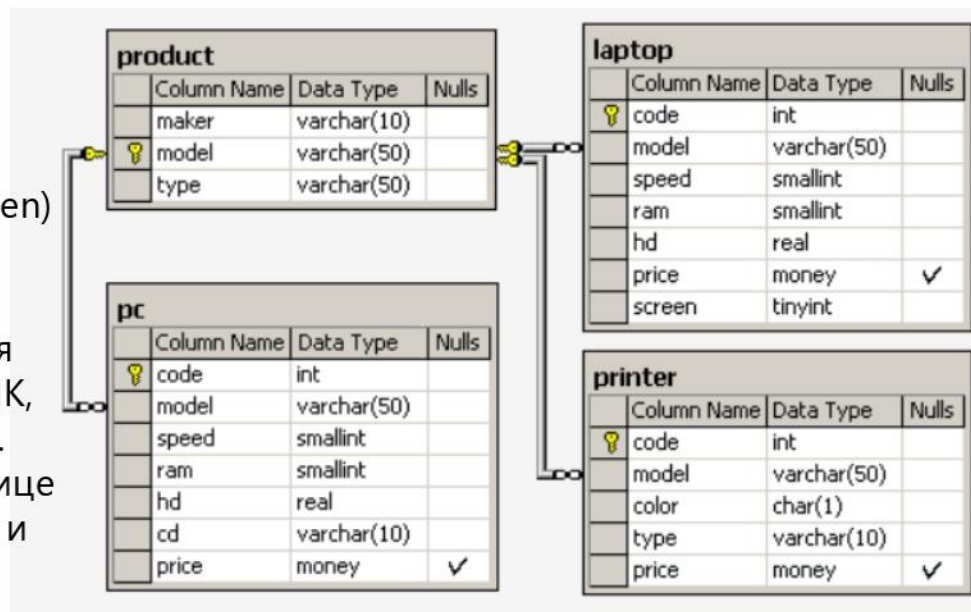 product
Column Name Data Type Nulls
maker varchar(10)
model varchar(50)
type varchar(50)
laptop
Column Name Data Type Nulls
code int
model varchar(50)
speed smallint
ram smallint
hd real
price money ✓
screen tinyint
en)
я
К,
.
ице
и
pc
Column Name Data Type Nulls
code int
model varchar(50)
speed smallint
ram smallint
hd real
cd varchar(10)
price money ✓
printer
Column Name Data Type Nulls
code int
model varchar(50)
color char(1)
type varchar(10)
price money ✓